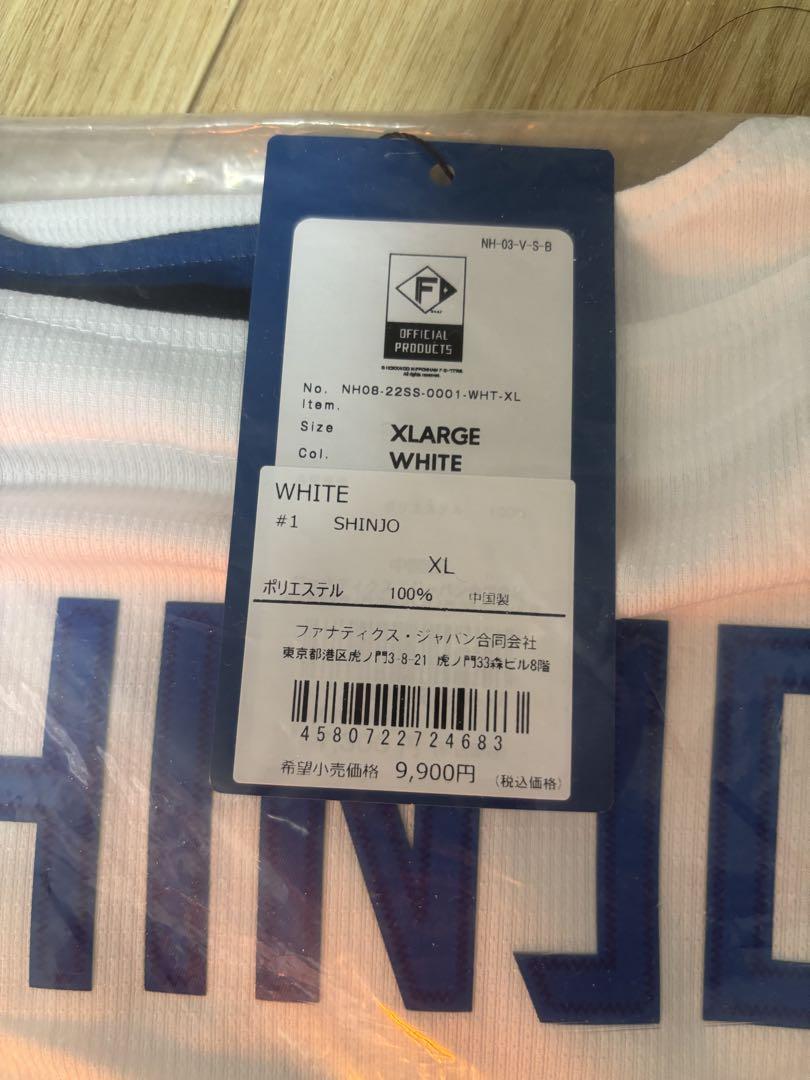 NH-03-V-S-B
F
OFFICIAL
PRODUCTS
All rights reserved.
No. NH08-22SS-0001-WHT-XL
Item.
Size XLARGE
Col. WHITE
WHITE
#1 SHINJO
XL
ポリエステル 100% 中国製
ファナティクス・ジャパン合同会社
東京都港区虎ノ門3-8-21 虎ノ門33森ビル8階
4580722724683
希望小売価格 9,900円 (税込価格)
HINJO